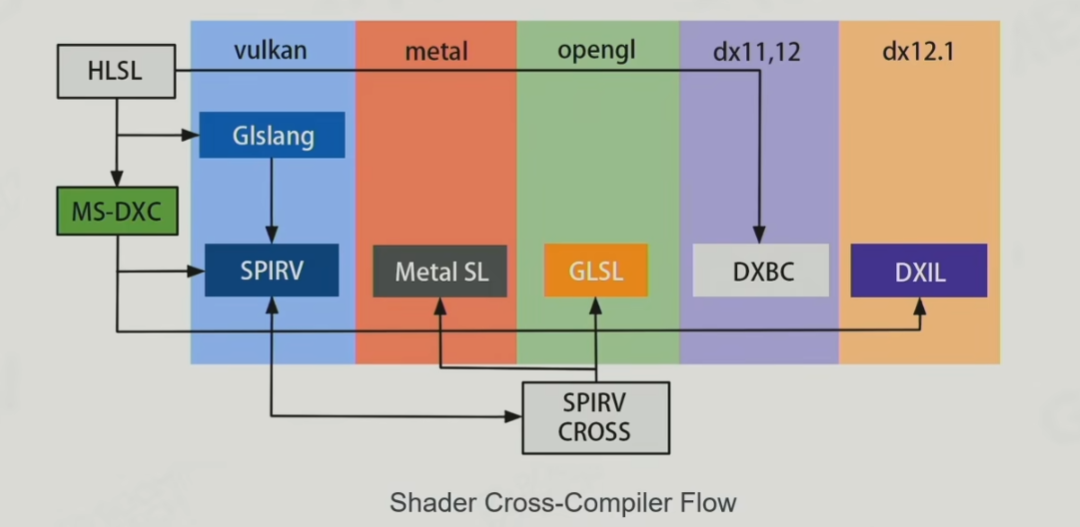 vulkan
metal
opengl
dx11,12
dx12.1
HLSL
Glslang
MS-DXC
SPIRV
Metal SL
GLSL
DXBC
DXIL
SPIRV
CROSS
Shader Cross-Compiler Flow